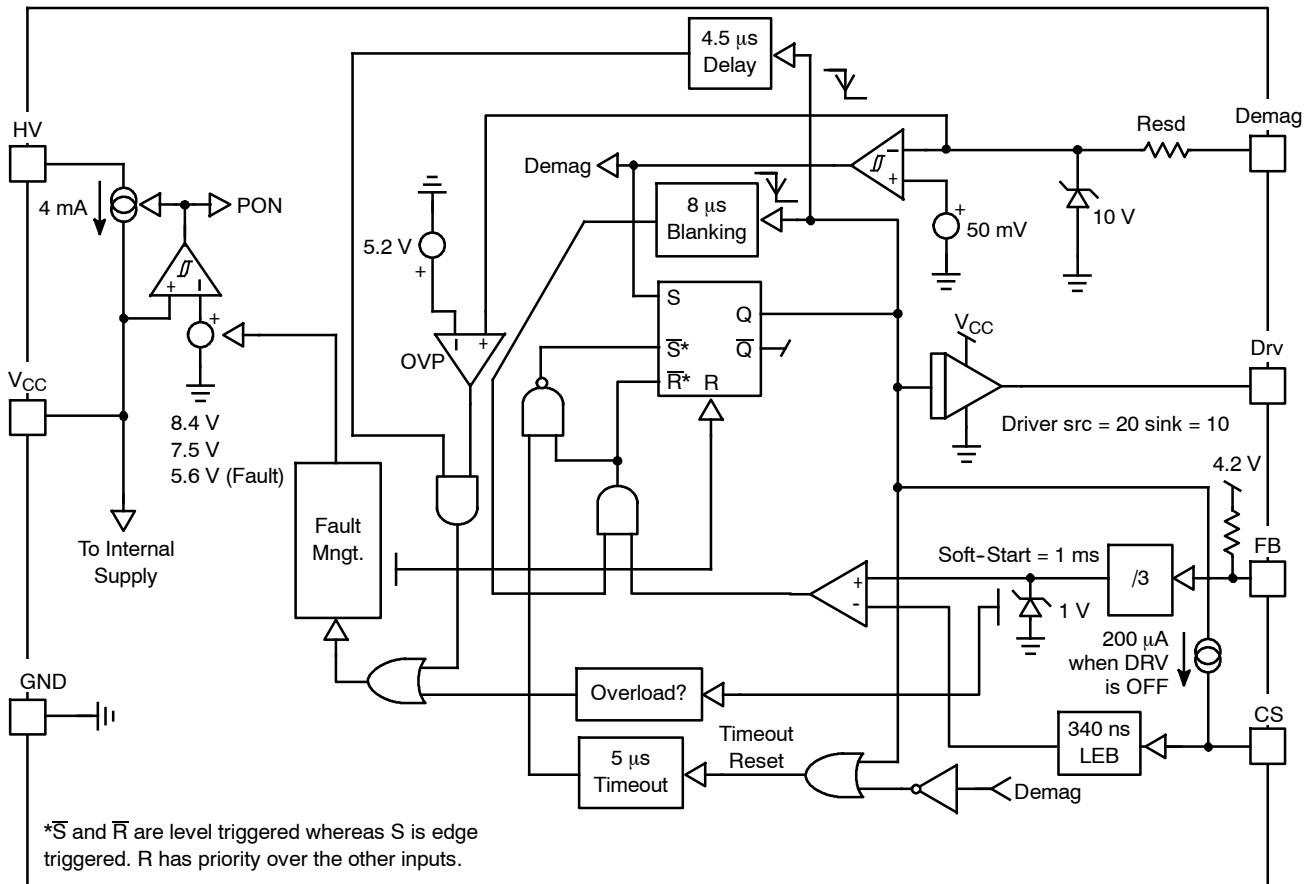 4.5 μs
Delay
HV
Demag
Resd
4 mA
PON
Demag
5.2 V
+
8 μs
Blanking
+
50 mV
10 V
S
Q
S̅*
Q̅
R̅* R
OVP
VCC
Drv
Driver src = 20 sink = 10
VCC
8.4 V
7.5 V
5.6 V (Fault)
4.2 V
To Internal
Supply
Fault
Mngt.
Soft-Start = 1 ms
/3
FB
+
-
1 V
200 μA
when DRV
is OFF
GND
Overload?
CS
340 ns
LEB
5 μs
Timeout
Timeout
Reset
Demag
*S̅ and R̅ are level triggered whereas S is edge
triggered. R has priority over the other inputs.